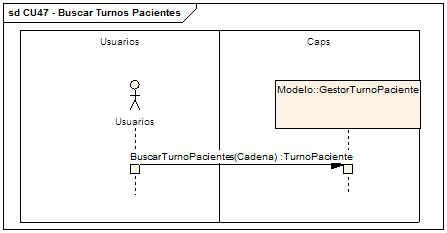 sd CU47 - Buscar Turnos Pacientes
Usuarios
Caps
Modelo::GestorTurnoPaciente
Usuarios
BuscarTurnoPacientes(Cadena) :TurnoPaciente